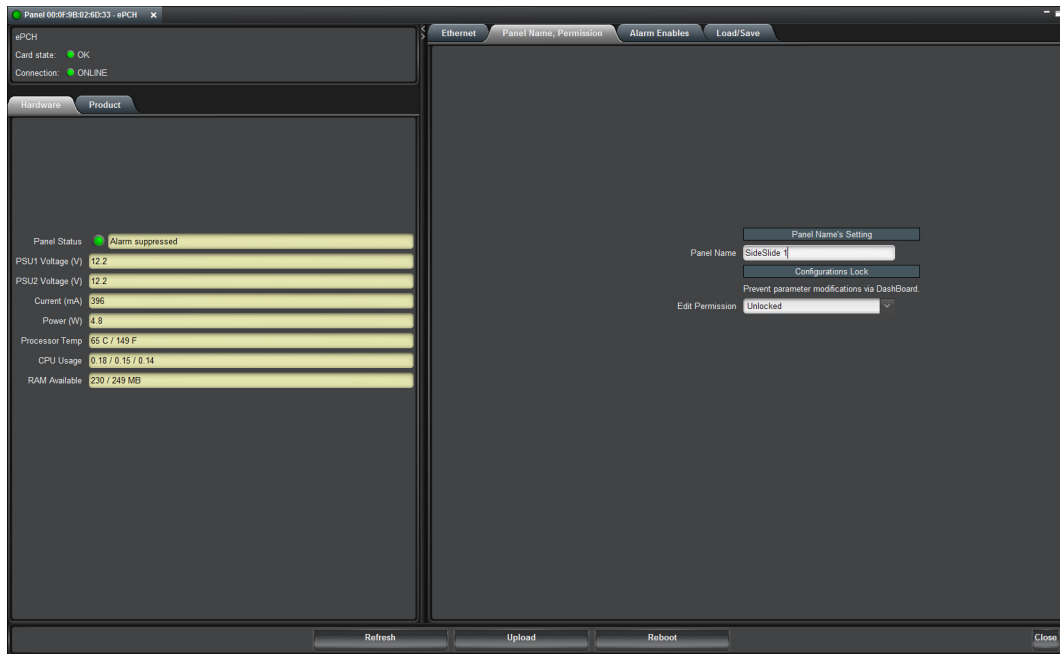 Panel 00:0F:9B:02:6D:33 - ePCH X
ePCH
Card state: OK
Connection: ONLINE
Hardware Product
Panel Status Alarm suppressed
PSU1 Voltage (V) 12.2
PSU2 Voltage (V) 12.2
Current (mA) 396
Power (W) 4.8
Processor Temp 65 C / 149 F
CPU Usage 0.18 / 0.15 / 0.14
RAM Available 230 / 249 MB
Ethernet Panel Name, Permission Alarm Enables Load/Save
Panel Name's Setting
Panel Name SideSlide 1
Configurations Lock
Prevent parameter modifications via DashBoard.
Edit Permission Unlocked
Refresh Upload Reboot Close